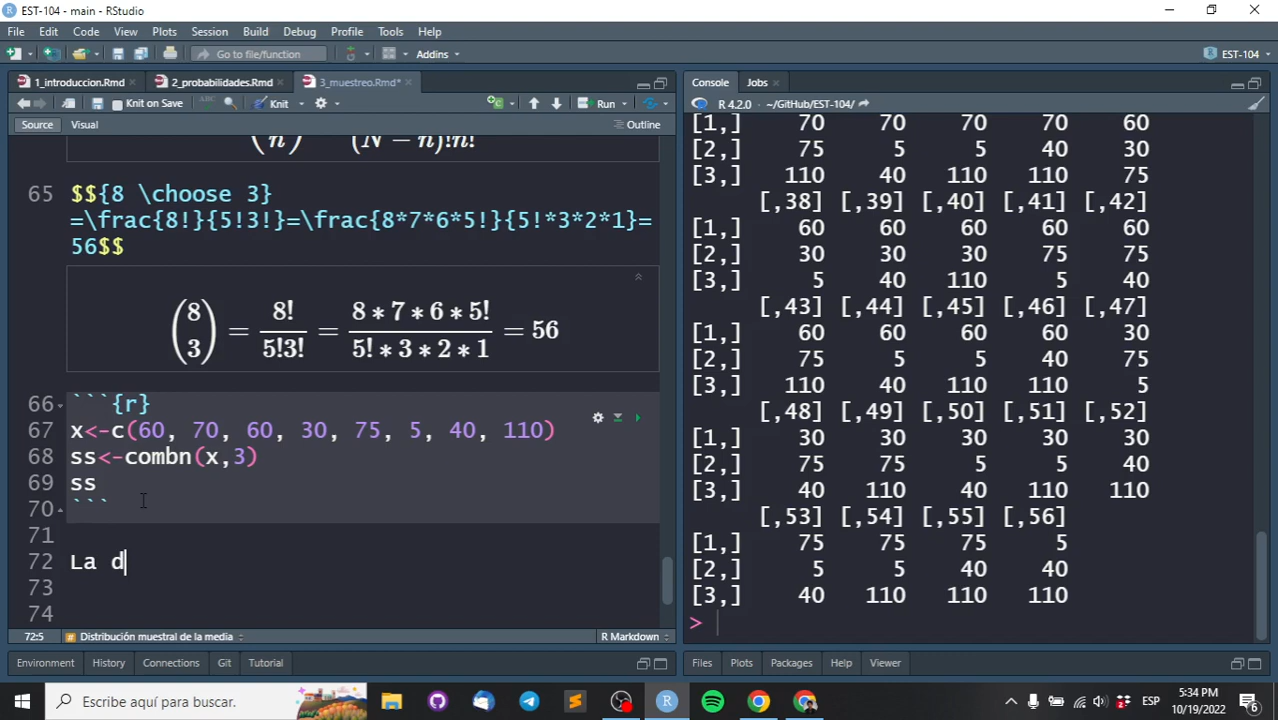 EST-104 - main - RStudio
File Edit Code View Plots Session Build Debug Profile Tools Help
Go to file/function Addins EST-104
1_introduccion.Rmd 2_probabilidades.Rmd 3_muestreo.Rmd*
Knit on Save ABC Knit Run
Source Visual Outline
(n) (N − n)!n!
65 $${8 \choose 3}
=\frac{8!}{5!3!}=\frac{8*7*6*5!}{5!*3*2*1}=
56$$
(8 3) = 8! / 5!3! = 8 * 7 * 6 * 5! / 5! * 3 * 2 * 1 = 56
66 ```{r}
67 x<-c(60, 70, 60, 30, 75, 5, 40, 110)
68 ss<-combn(x,3)
69 ss
70 ```
71
72 La d
73
74
72:5 Distribución muestral de la media R Markdown
Environment History Connections Git Tutorial
Console Jobs
R 4.2.0 · ~/GitHub/EST-104/
[1,] 70 70 70 70 60
[2,] 75 5 5 40 30
[3,] 110 40 110 110 75
[,38] [,39] [,40] [,41] [,42]
[1,] 60 60 60 60 60
[2,] 30 30 30 75 75
[3,] 5 40 110 5 40
[,43] [,44] [,45] [,46] [,47]
[1,] 60 60 60 60 30
[2,] 75 5 5 40 75
[3,] 110 40 110 110 5
[,48] [,49] [,50] [,51] [,52]
[1,] 30 30 30 30 30
[2,] 75 75 5 5 40
[3,] 40 110 40 110 110
[,53] [,54] [,55] [,56]
[1,] 75 75 75 5
[2,] 5 5 40 40
[3,] 40 110 110 110
>
Files Plots Packages Help Viewer
Escribe aquí para buscar.
ESP
5:34 PM
10/19/2022
6